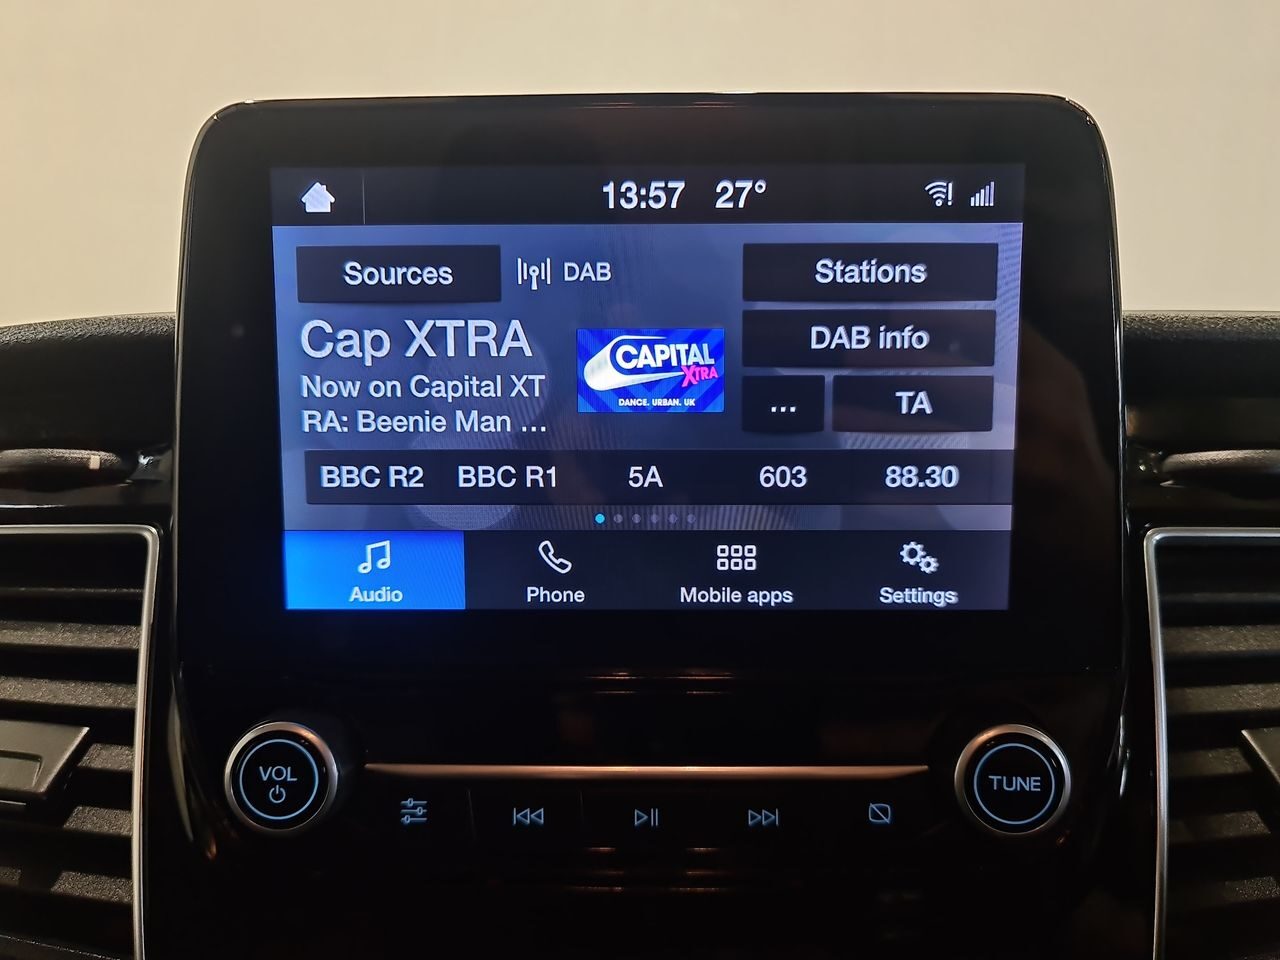 13:57 27°
Sources DAB Stations
Cap XTRA
Now on Capital XT
RA: Beenie Man ...
CAPITAL
XTRA
DANCE. URBAN. UK
DAB info
... TA
BBC R2 BBC R1 5A 603 88.30
Audio Phone Mobile apps Settings
VOL TUNE